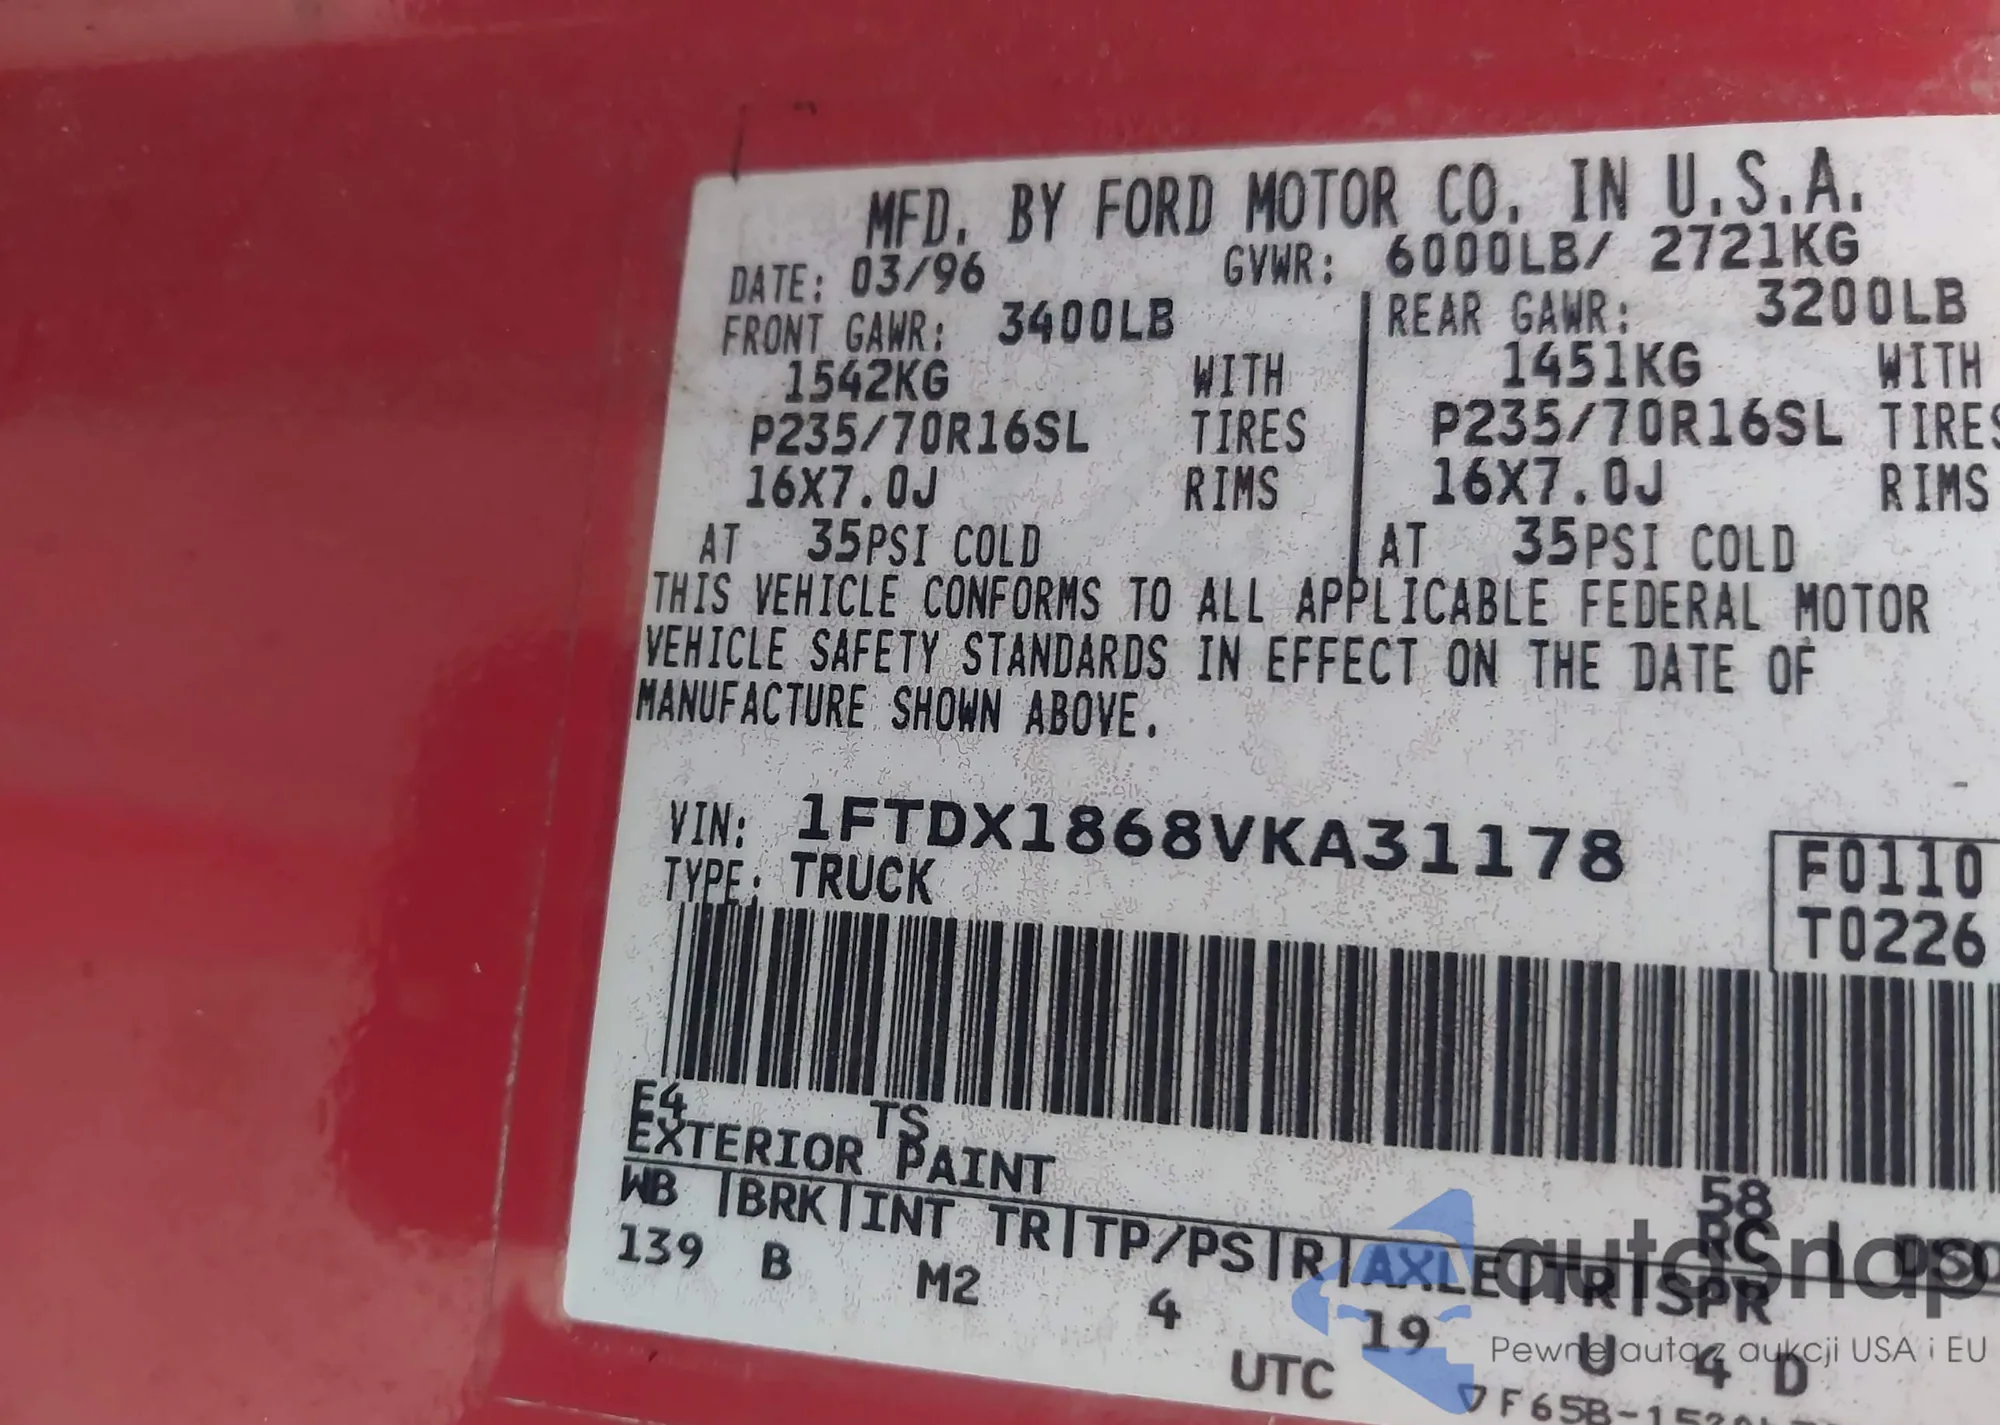 MFD. BY FORD MOTOR CO. IN U.S.A.
DATE: 03/96 GVWR: 6000LB/ 2721KG
FRONT GAWR: 3400LB REAR GAWR: 3200LB
1542KG WITH 1451KG WITH
P235/70R16SL TIRES P235/70R16SL TIRES
16X7.0J RIMS 16X7.0J RIMS
AT 35PSI COLD AT 35PSI COLD
THIS VEHICLE CONFORMS TO ALL APPLICABLE FEDERAL MOTOR
VEHICLE SAFETY STANDARDS IN EFFECT ON THE DATE OF
MANUFACTURE SHOWN ABOVE.
VIN: 1FTDX1868VKA31178 F0110
TYPE: TRUCK T0226
E4 TS
EXTERIOR PAINT 58
WB |BRK|INT TR|TP/PS|R|AXLE|TR|SPR RC DSO
139 B M2 4 19 U 4 D
UTC
autosnap
Pewne auta z aukcji USA i EU